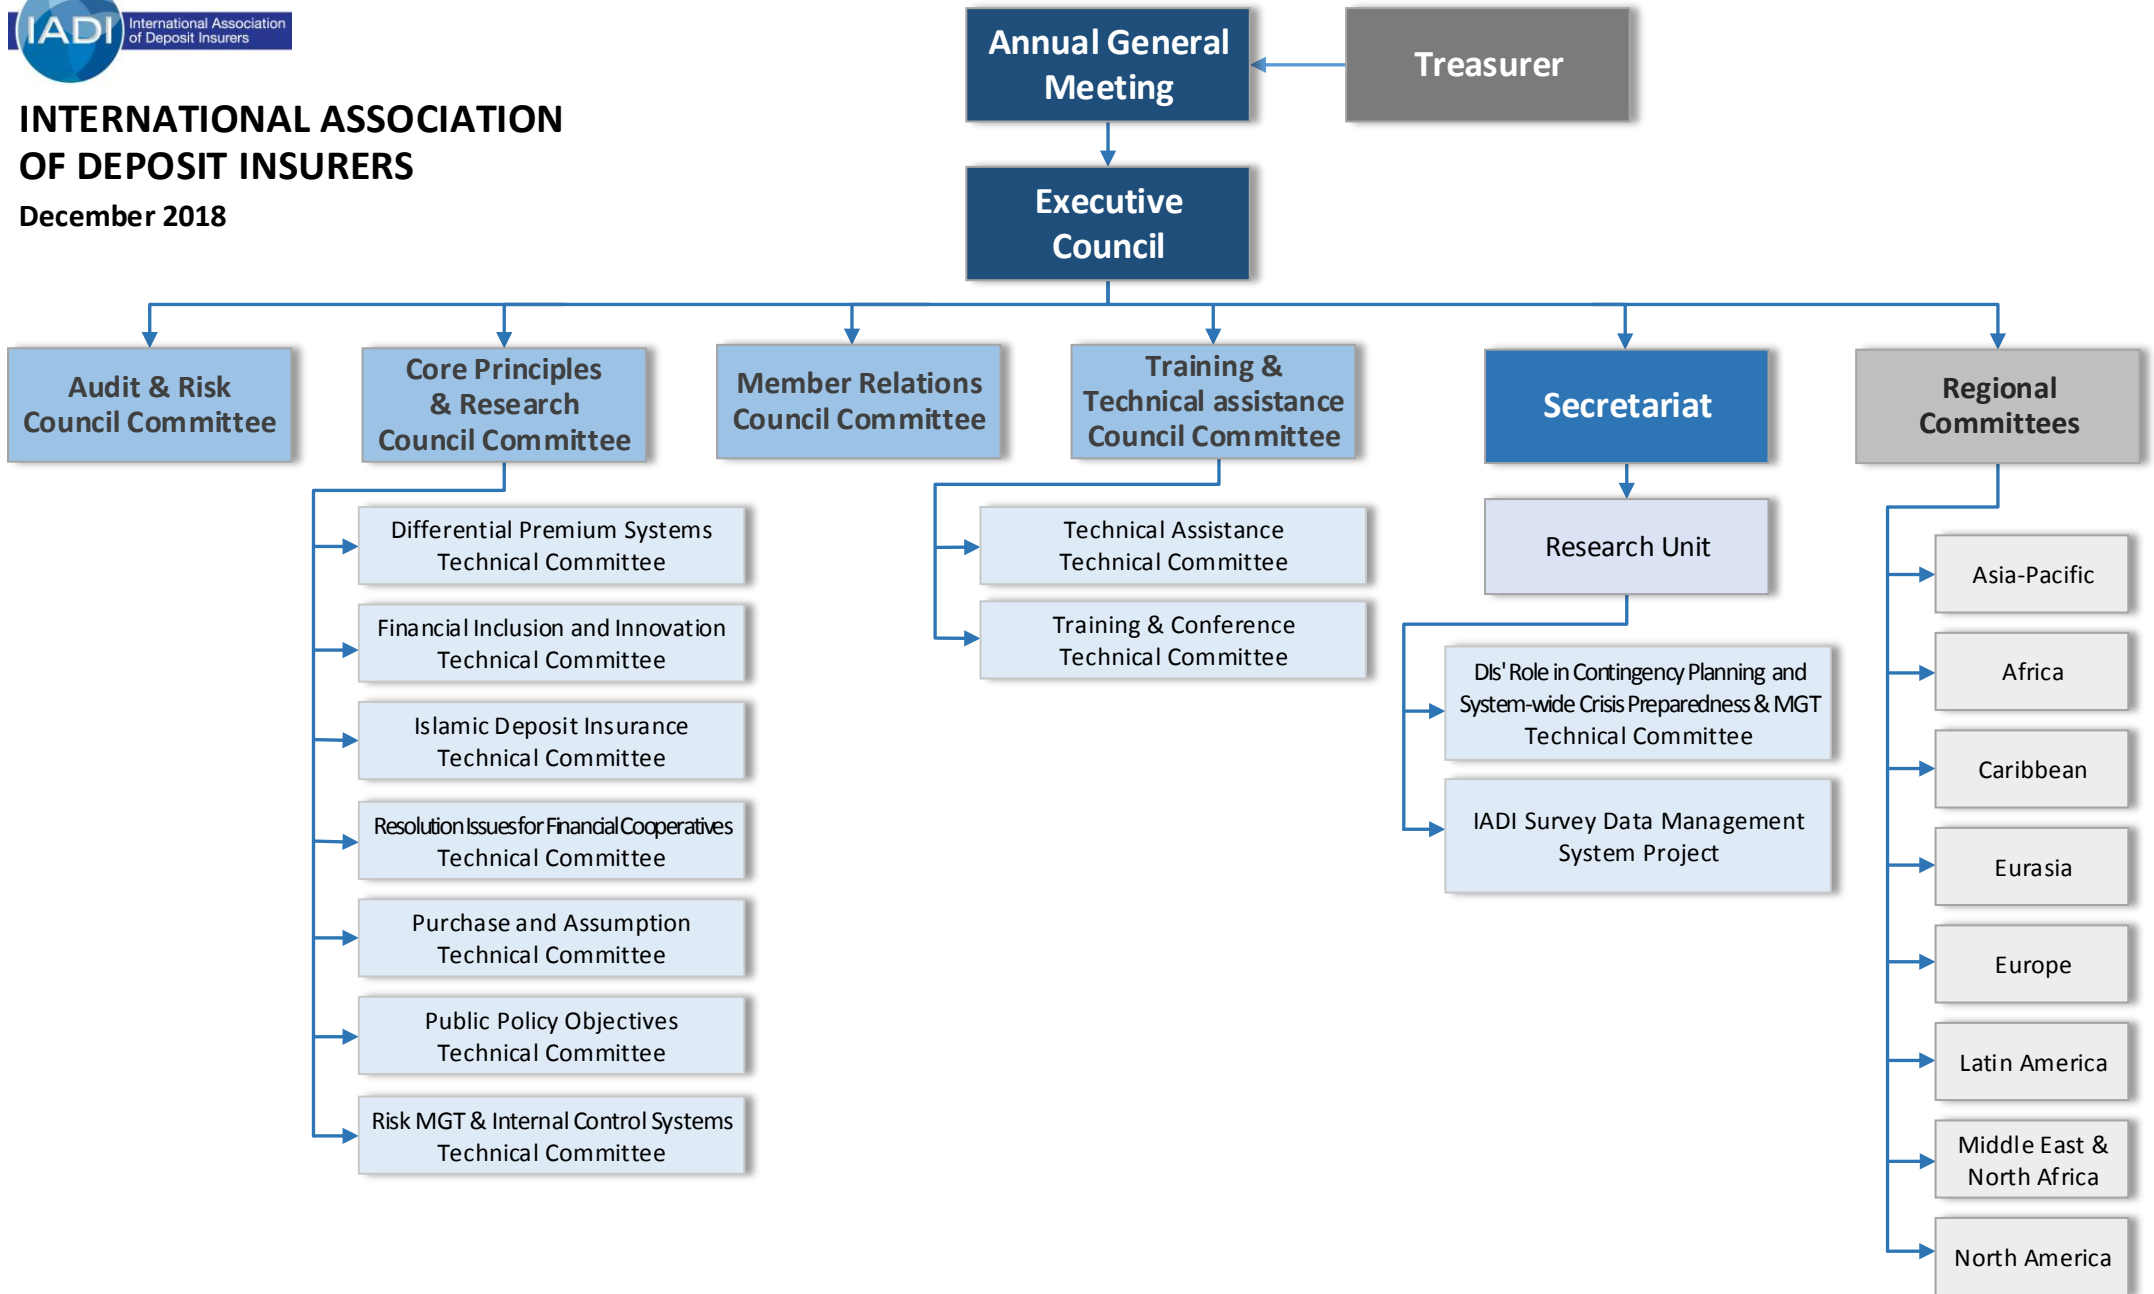 IADI
International Association
of Deposit Insurers
INTERNATIONAL ASSOCIATION
OF DEPOSIT INSURERS
December 2018
Annual General
Meeting
Treasurer
Executive
Council
Audit & Risk
Council Committee
Core Principles
& Research
Council Committee
Member Relations
Council Committee
Training &
Technical assistance
Council Committee
Secretariat
Regional
Committees
Differential Premium Systems
Technical Committee
Financial Inclusion and Innovation
Technical Committee
Islamic Deposit Insurance
Technical Committee
Resolution Issues for Financial Cooperatives
Technical Committee
Purchase and Assumption
Technical Committee
Public Policy Objectives
Technical Committee
Risk MGT & Internal Control Systems
Technical Committee
Technical Assistance
Technical Committee
Training & Conference
Technical Committee
Research Unit
DIs' Role in Contingency Planning and
System-wide Crisis Preparedness & MGT
Technical Committee
IADI Survey Data Management
System Project
Asia-Pacific
Africa
Caribbean
Eurasia
Europe
Latin America
Middle East &
North Africa
North America